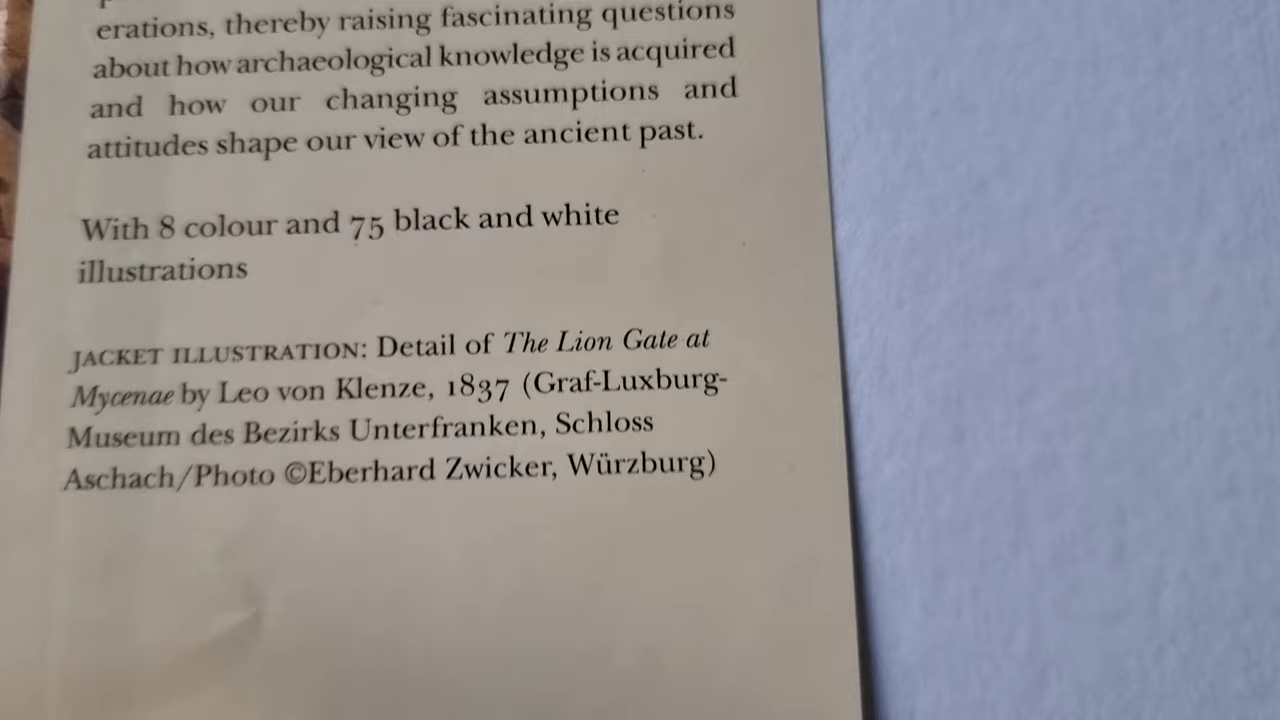 erations, thereby raising fascinating questions
about how archaeological knowledge is acquired
and how our changing assumptions and
attitudes shape our view of the ancient past.
With 8 colour and 75 black and white
illustrations
JACKET ILLUSTRATION: Detail of The Lion Gate at
Mycenae by Leo von Klenze, 1837 (Graf-Luxburg-
Museum des Bezirks Unterfranken, Schloss
Aschach/Photo ©Eberhard Zwicker, Würzburg)